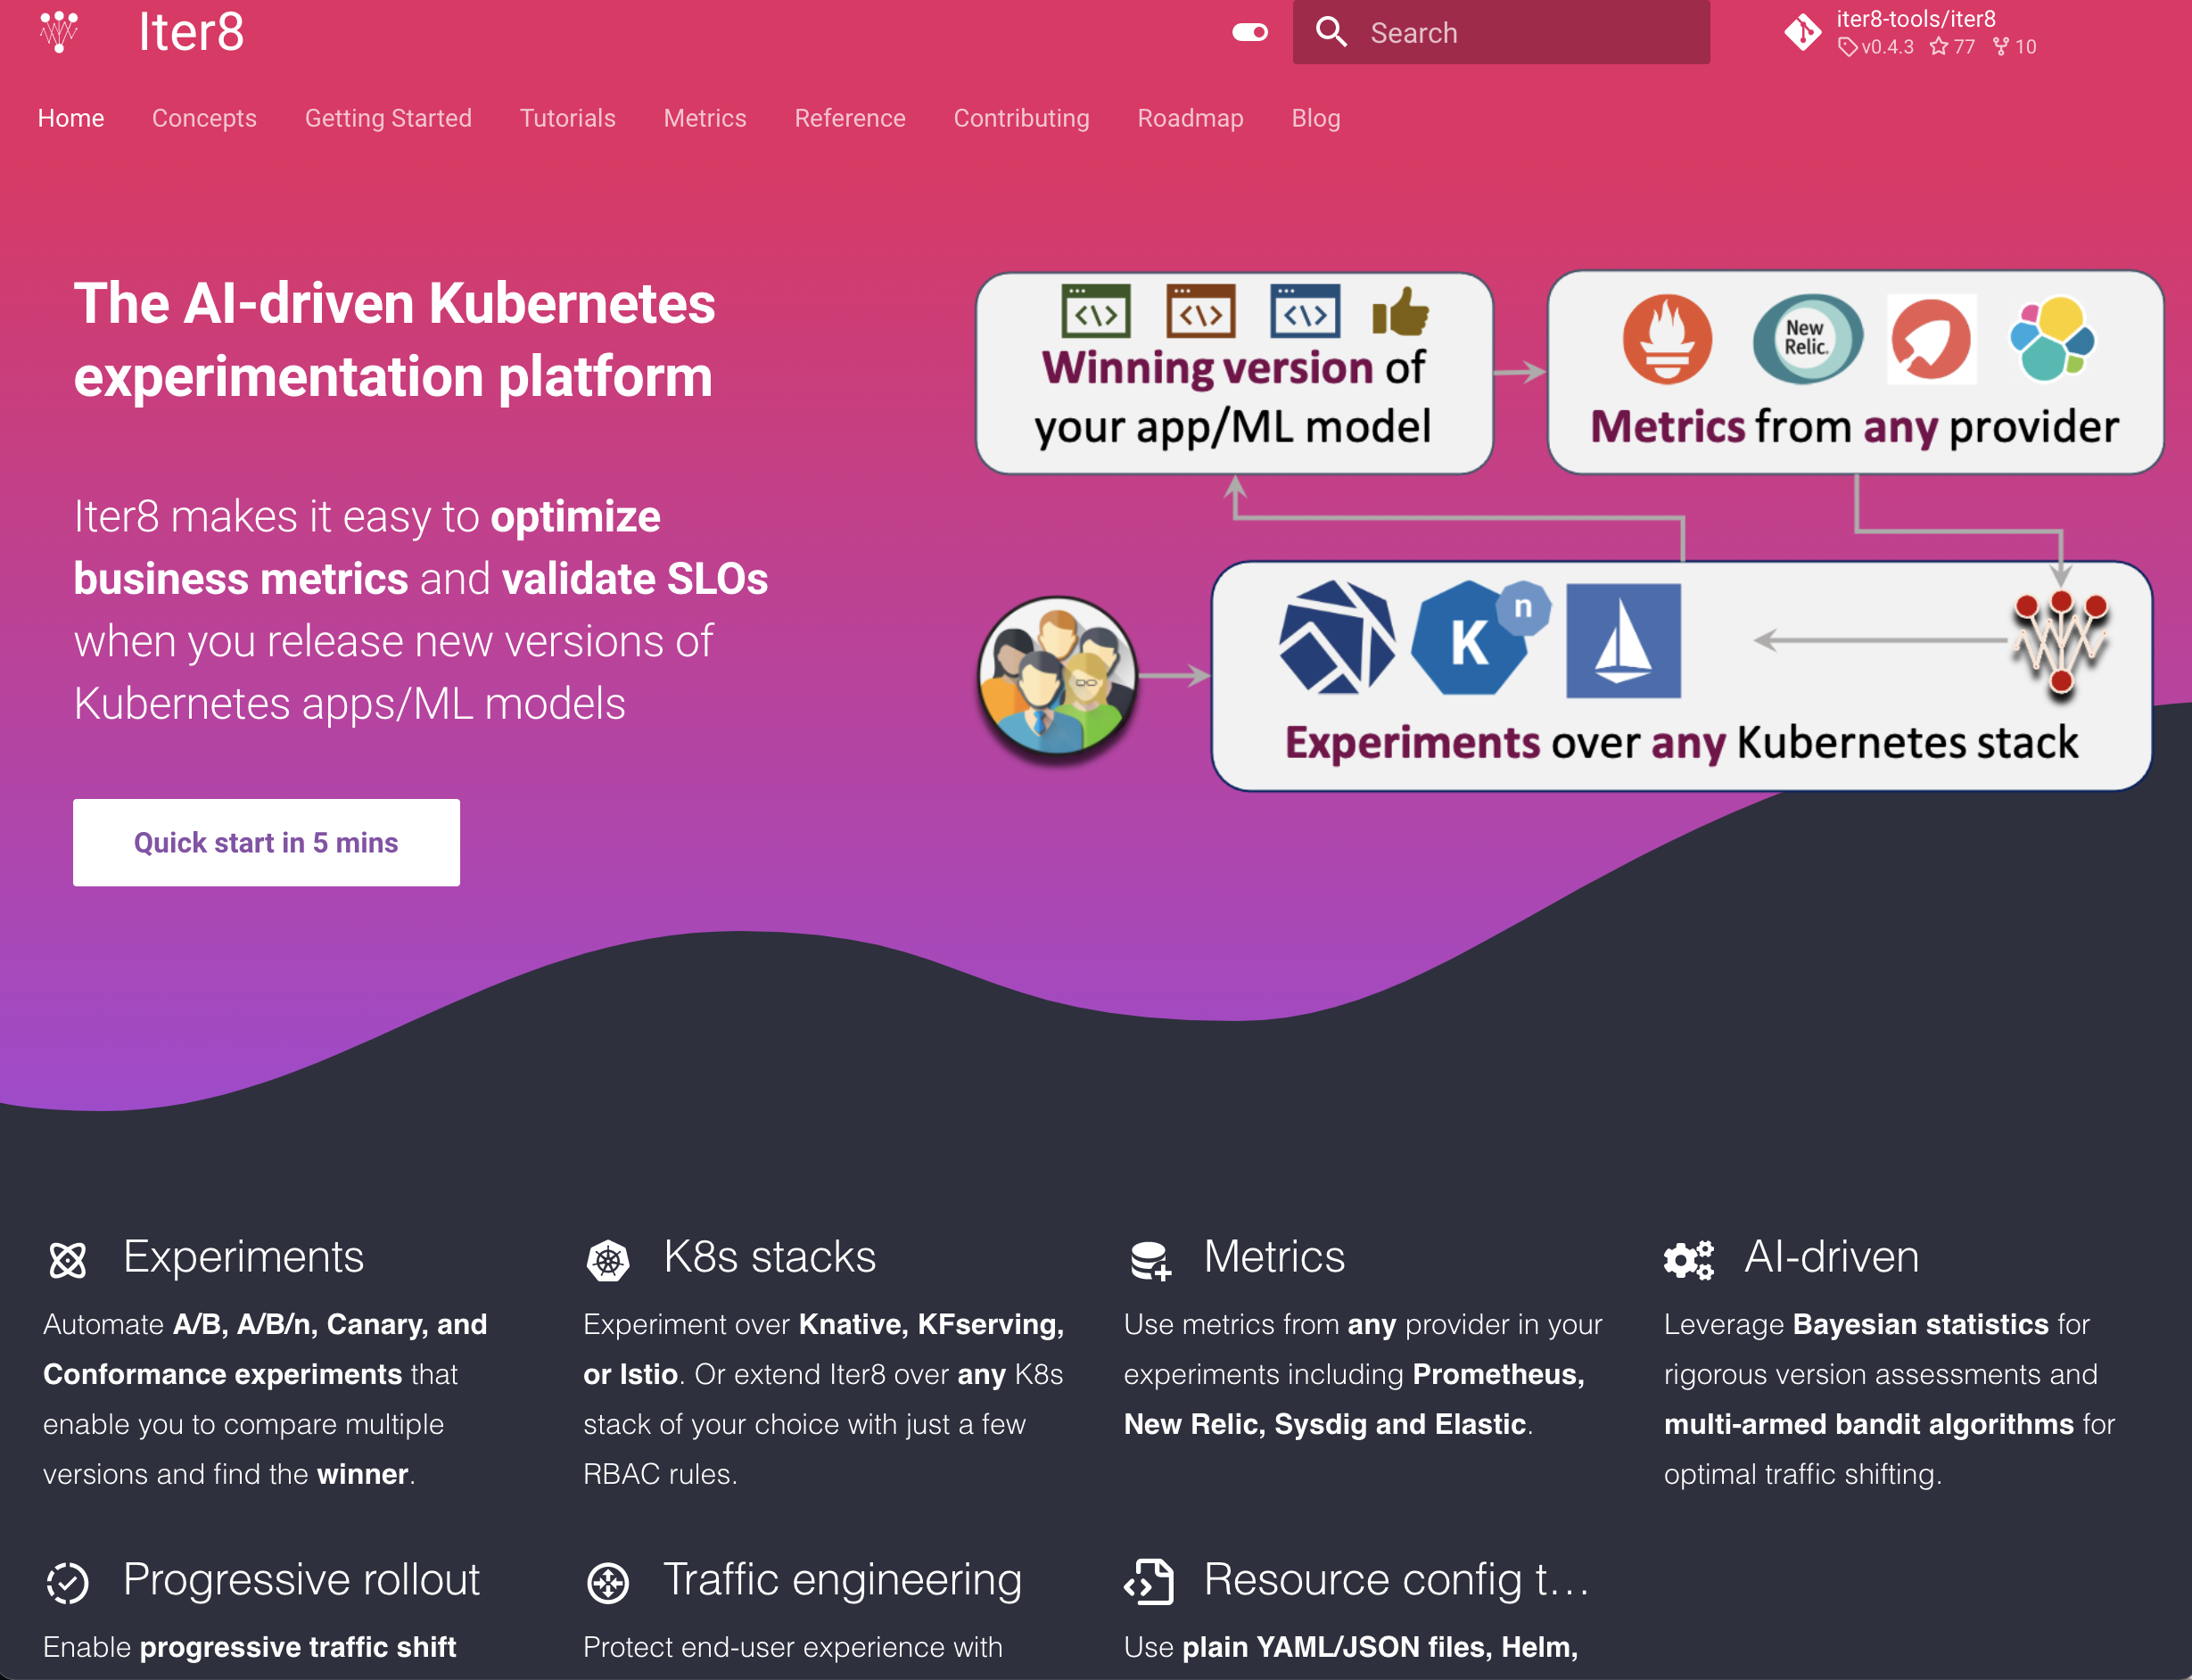 Iter8
Search
iter8-tools/iter8
v0.4.3 77 10
Home Concepts Getting Started Tutorials Metrics Reference Contributing Roadmap Blog
The AI-driven Kubernetes
experimentation platform
Iter8 makes it easy to optimize
business metrics and validate SLOs
when you release new versions of
Kubernetes apps/ML models
Quick start in 5 mins
Winning version of
your app/ML model
New
Relic.
Metrics from any provider
K n
Experiments over any Kubernetes stack
Experiments
Automate A/B, A/B/n, Canary, and
Conformance experiments that
enable you to compare multiple
versions and find the winner.
K8s stacks
Experiment over Knative, KFserving,
or Istio. Or extend Iter8 over any K8s
stack of your choice with just a few
RBAC rules.
Metrics
Use metrics from any provider in your
experiments including Prometheus,
New Relic, Sysdig and Elastic.
AI-driven
Leverage Bayesian statistics for
rigorous version assessments and
multi-armed bandit algorithms for
optimal traffic shifting.
Progressive rollout
Enable progressive traffic shift
Traffic engineering
Protect end-user experience with
Resource config t...
Use plain YAML/JSON files, Helm,